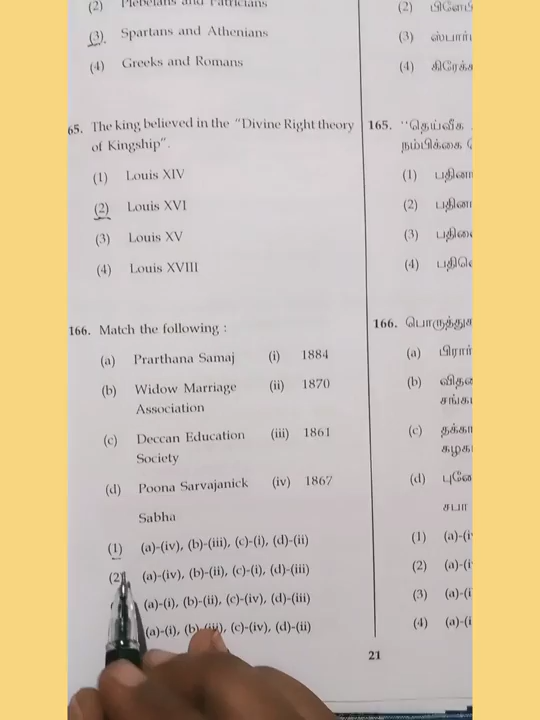 (2) Plebeians and Patricians
(3) Spartans and Athenians
(4) Greeks and Romans
65. The king believed in the "Divine Right theory
of Kingship".
(1) Louis XIV
(2) Louis XVI
(3) Louis XV
(4) Louis XVIII
166. Match the following :
(a) Prarthana Samaj (i) 1884
(b) Widow Marriage (ii) 1870
Association
(c) Deccan Education (iii) 1861
Society
(d) Poona Sarvajanick (iv) 1867
Sabha
(1) (a)-(iv), (b)-(iii), (c)-(i), (d)-(ii)
(2) (a)-(iv), (b)-(ii), (c)-(i), (d)-(iii)
(a)-(i), (b)-(ii), (c)-(iv), (d)-(iii)
(a)-(i), (b)-(iii), (c)-(iv), (d)-(ii)
(2)
(3)
(4)
165. "தெய்வீக
நம்பிக்கை
(1)
(2)
(3)
(4)
166. பொருத்துக
(a) பிரார்
(b)
(c)
(d)
சபா
(1) (a)-(i
(2) (a)-(i
(3) (a)-(i
(4) (a)-(i
21